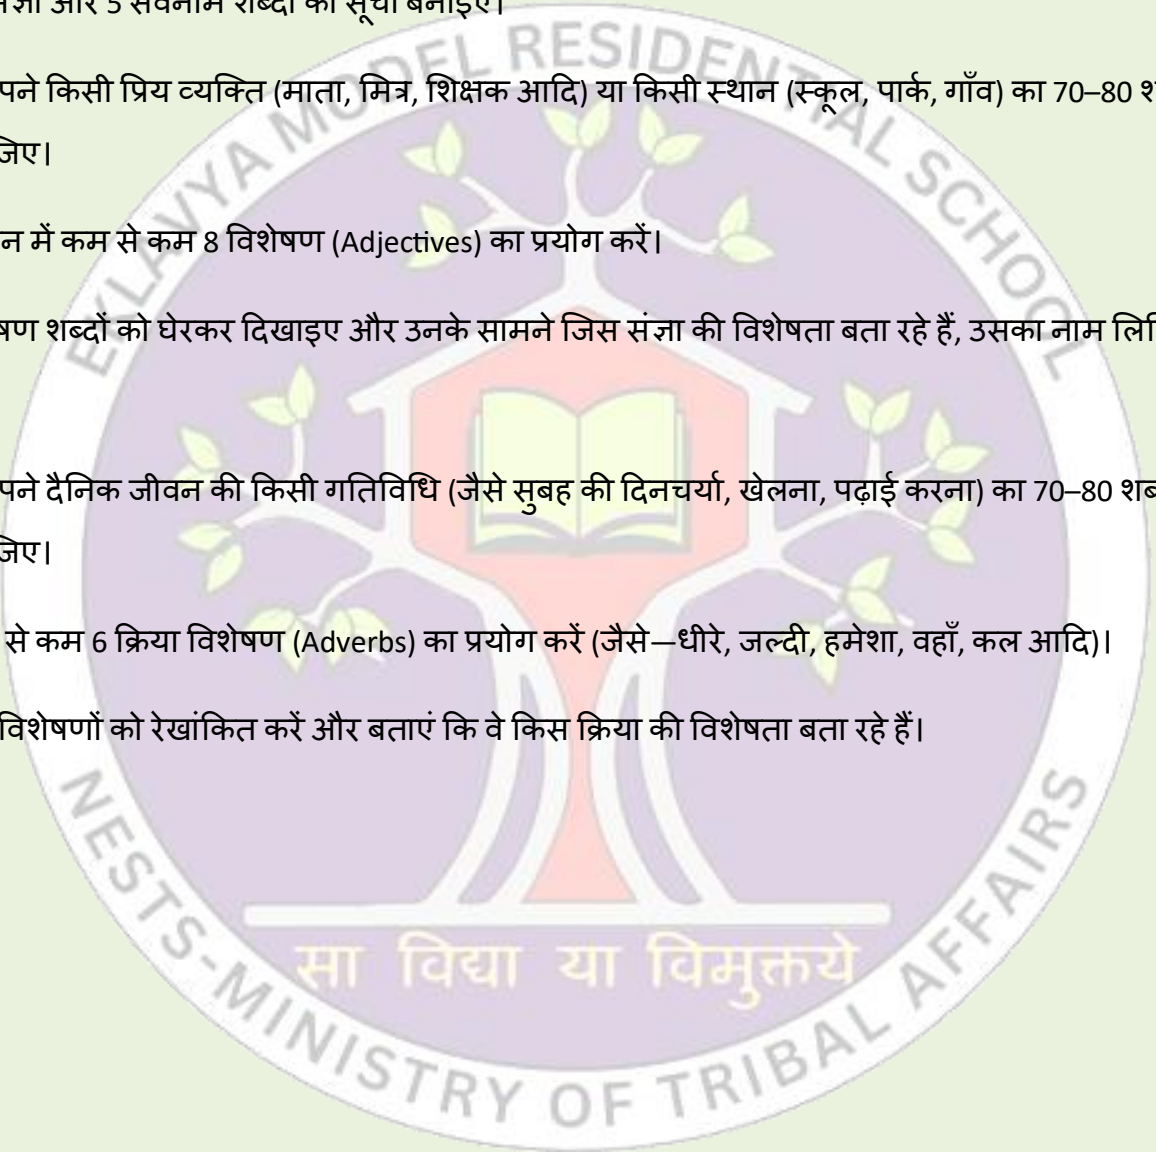 और 5 सर्वनाम शब्दों की सूची बनाइए।
पने किसी प्रिय व्यक्ति (माता, मित्र, शिक्षक आदि) या किसी स्थान (स्कूल, पार्क, गाँव) का 70–80 श
जिए।
न में कम से कम 8 विशेषण (Adjectives) का प्रयोग करें।
षण शब्दों को घेरकर दिखाइए और उनके सामने जिस संज्ञा की विशेषता बता रहे हैं, उसका नाम लि
पने दैनिक जीवन की किसी गतिविधि (जैसे सुबह की दिनचर्या, खेलना, पढ़ाई करना) का 70–80 शब
जिए।
से कम 6 क्रिया विशेषण (Adverbs) का प्रयोग करें (जैसे—धीरे, जल्दी, हमेशा, वहाँ, कल आदि)।
विशेषणों को रेखांकित करें और बताएं कि वे किस क्रिया की विशेषता बता रहे हैं।
EKLAVYA MODEL RESIDENTIAL SCHOOL
सा विद्या या विमुक्तये
NESTS-MINISTRY OF TRIBAL AFFAIRS